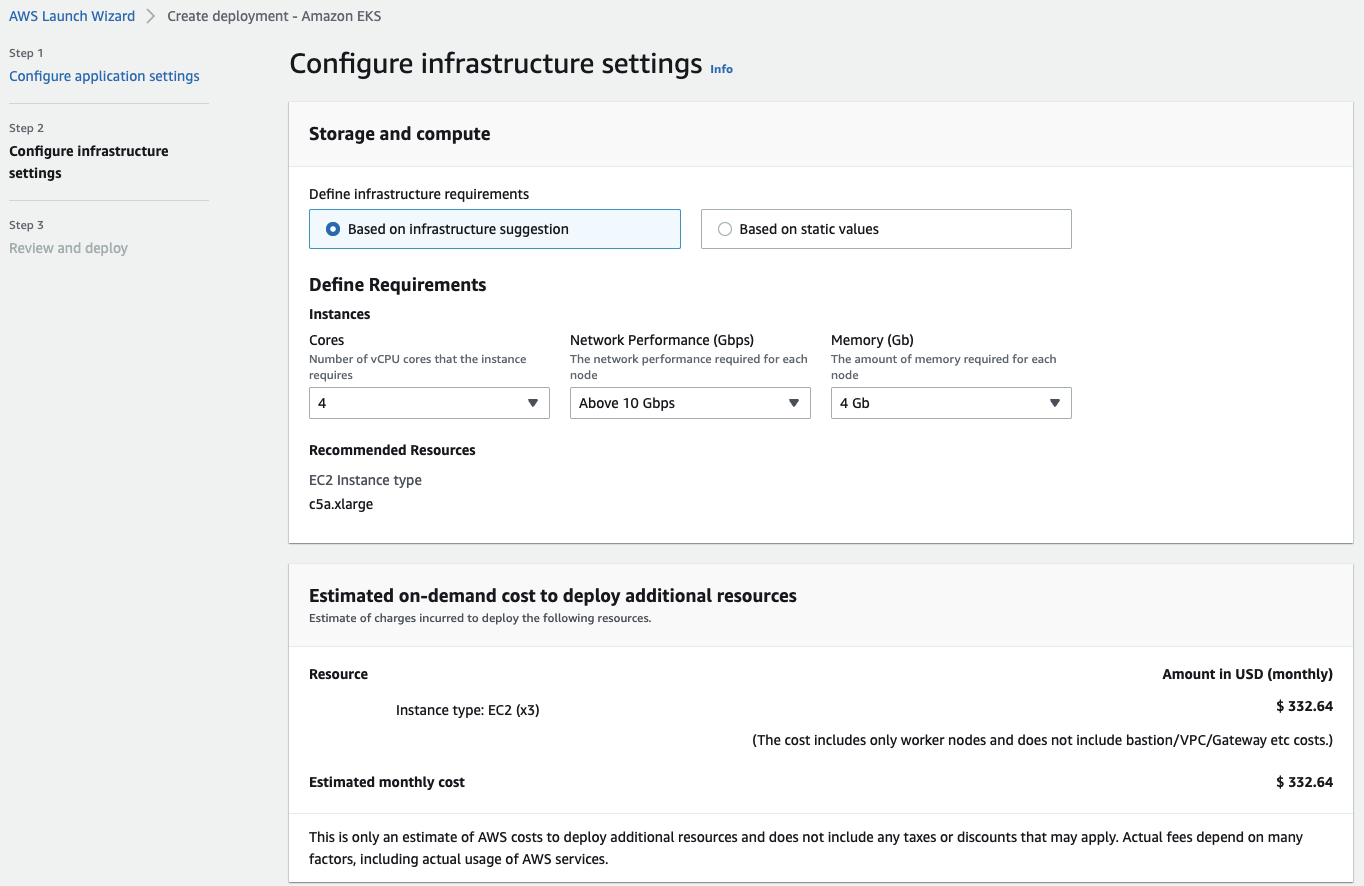 AWS Launch Wizard > Create deployment - Amazon EKS
Step 1
Configure application settings
Step 2
Configure infrastructure
settings
Step 3
Review and deploy
Configure infrastructure settings Info
Storage and compute
Define infrastructure requirements
Based on infrastructure suggestion
Based on static values
Define Requirements
Instances
Cores
Number of vCPU cores that the instance
requires
4
Network Performance (Gbps)
The network performance required for each
node
Above 10 Gbps
Memory (Gb)
The amount of memory required for each
node
4 Gb
Recommended Resources
EC2 Instance type
c5a.xlarge
Estimated on-demand cost to deploy additional resources
Estimate of charges incurred to deploy the following resources.
Resource Amount in USD (monthly)
Instance type: EC2 (x3) $ 332.64
(The cost includes only worker nodes and does not include bastion/VPC/Gateway etc costs.)
Estimated monthly cost $ 332.64
This is only an estimate of AWS costs to deploy additional resources and does not include any taxes or discounts that may apply. Actual fees depend on many
factors, including actual usage of AWS services.